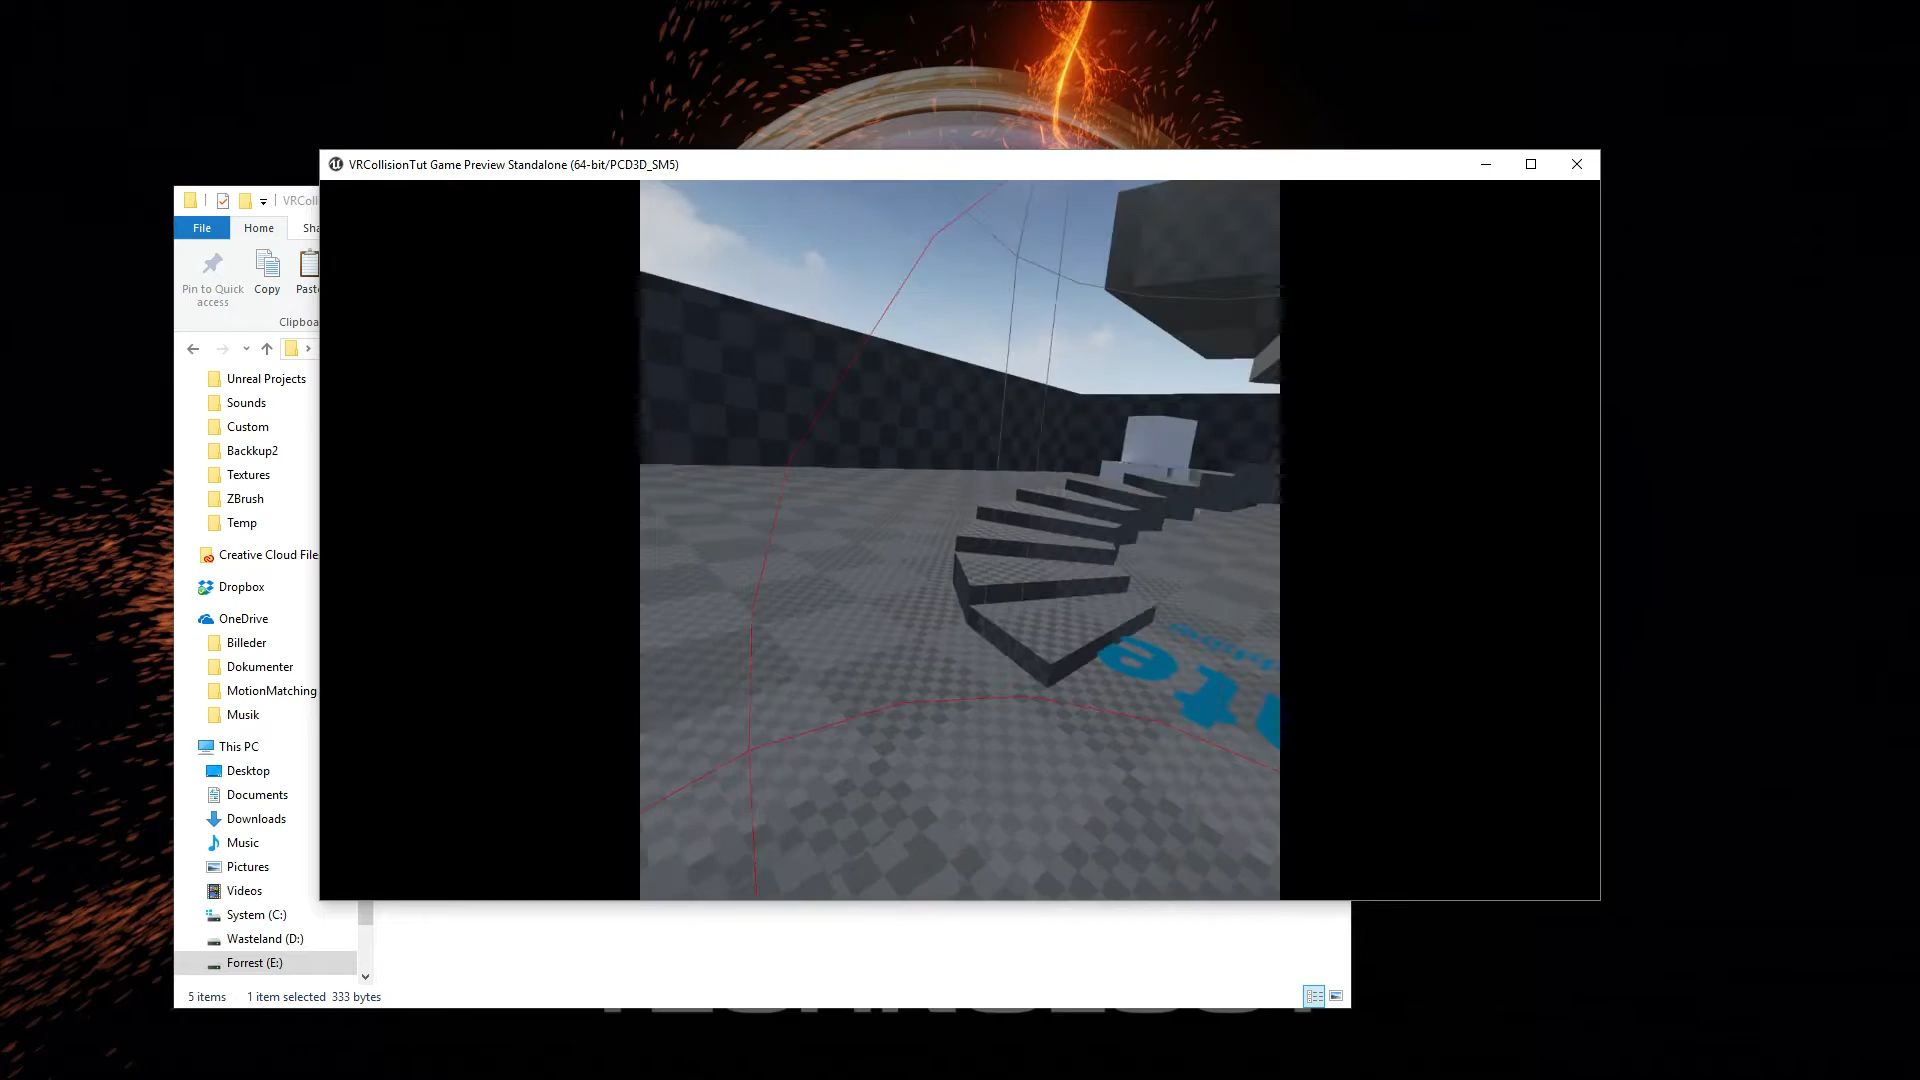 VRCollisionTut Game Preview Standalone (64-bit/PCD3D_SM5)
VRColli
File Home Sha
Pin to Quick access
Copy
Paste
Clipboa
Unreal Projects
Sounds
Custom
Backkup2
Textures
ZBrush
Temp
Creative Cloud File
Dropbox
OneDrive
Billeder
Dokumenter
MotionMatching
Musik
This PC
Desktop
Documents
Downloads
Music
Pictures
Videos
System (C:)
Wasteland (D:)
Forrest (E:)
5 items 1 item selected 333 bytes